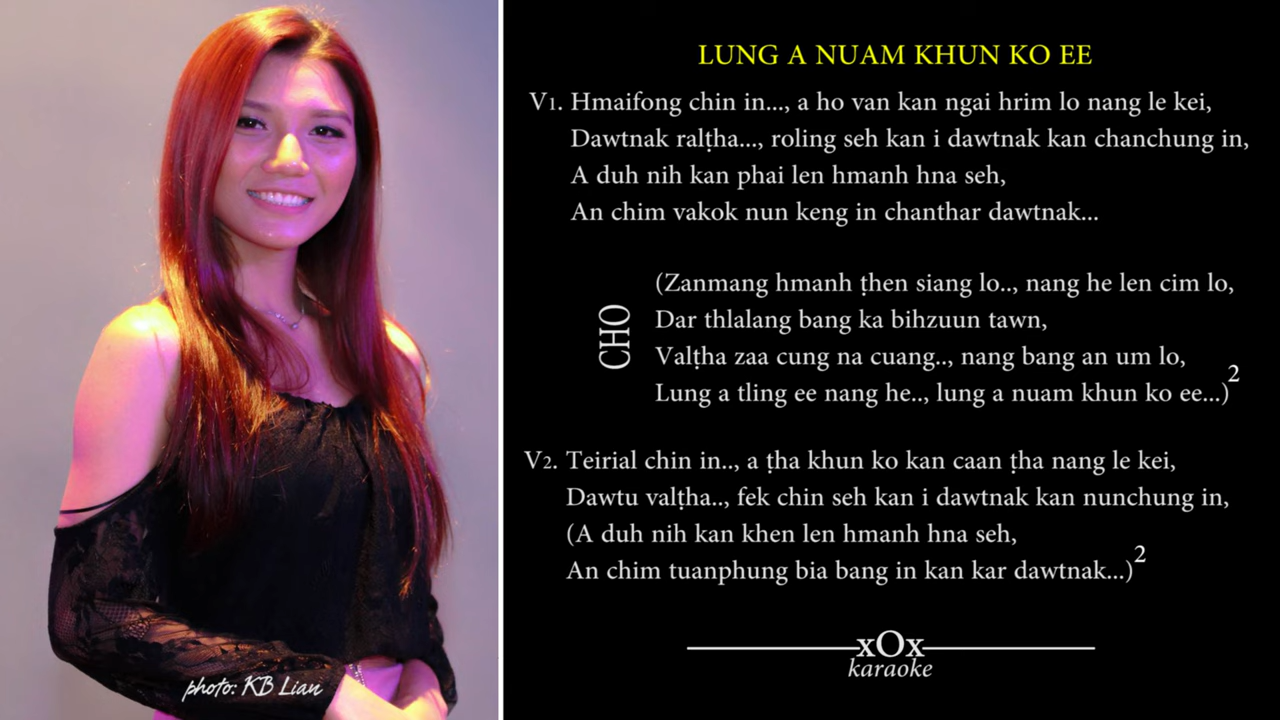 LUNG A NUAM KHUN KO EE
V1. Hmaifong chin in..., a ho van kan ngai hrim lo nang le kei,
Dawtnak ralṭha..., roling seh kan i dawtnak kan chanchung in,
A duh nih kan phai len hmanh hna seh,
An chim vakok nun keng in chanthar dawtnak...
CHO
(Zanmang hmanh ṭhen siang lo.., nang he len cim lo,
Dar thlalang bang ka bihzuun tawn,
Valṭha zaa cung na cuang.., nang bang an um lo,
Lung a tling ee nang he.., lung a nuam khun ko ee...)2
V2. Teirial chin in.., a ṭha khun ko kan caan ṭha nang le kei,
Dawtu valṭha.., fek chin seh kan i dawtnak kan nunchung in,
(A duh nih kan khen len hmanh hna seh,
An chim tuanphung bia bang in kan kar dawtnak...)2
xOx
karaoke
photo: KB Lian